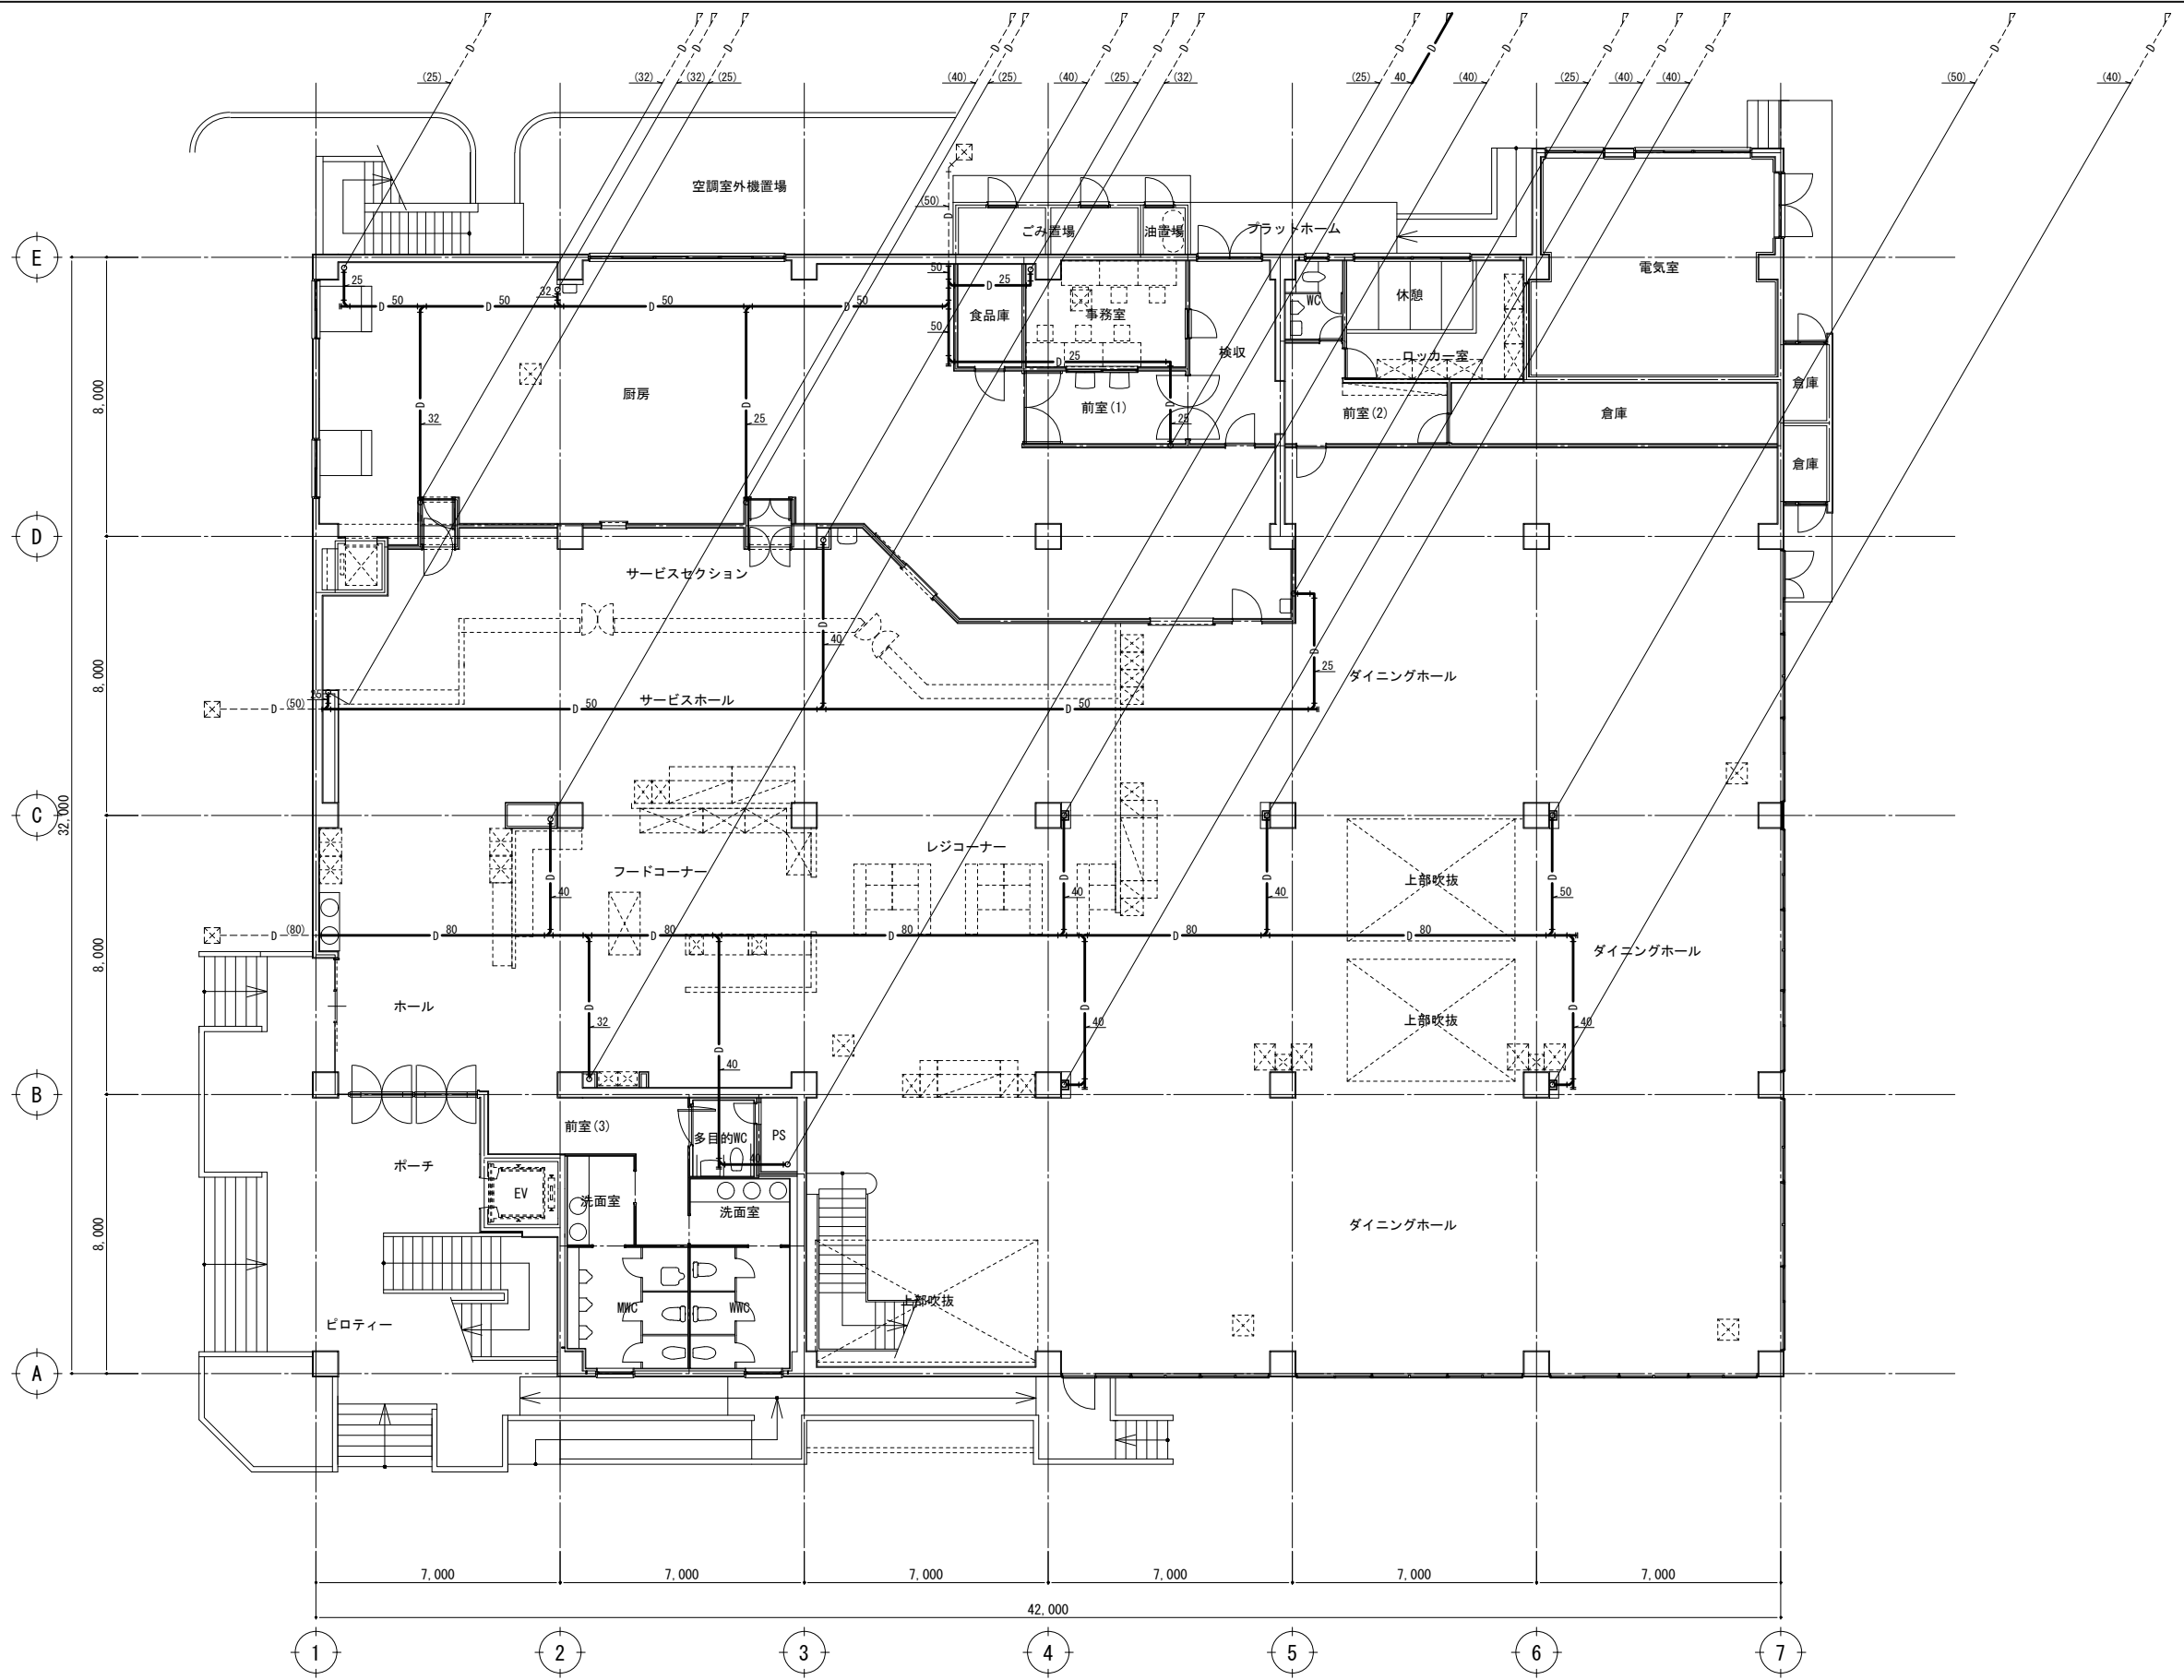 D D D D D D D D D D D D D D D D D
(25) (32) (32) (25) (40) (25) (40) (25) (32) (25) 40 (40) (25) (40) (40) (50) (40)
空調室外機置場
(50)
D
ごみ置場 油置場 プラットホーム
E
電気室
50
25 25
32 D
WC 休憩
D 50 D 50 D 50 D 50
食品庫 事務室
50
検収 ロッカー室
D 25
倉庫
8,000
厨房
D D D
前室(1) 前室(2) 倉庫
32 25 25
倉庫
D
サービスセクション
D
40
D
25
ダイニングホール
8,000
サービスホール
25
D (50) D 50 D 50
C
32,000
レジコーナー
フードコーナー
D D D D
上部吹抜
40 40 40 50
D (80) D 80 D 80 D 80 D 80 D 80
ダイニングホール
8,000
ホール
D D D D
上部吹抜
32 40 40
40
B
前室(3)
多目的WC PS
ポーチ
40
EV
洗面室
洗面室
ダイニングホール
8,000
MWC WWC
上部吹抜
ピロティー
A
7,000 7,000 7,000 7,000 7,000 7,000
42,000
1 2 3 4 5 6 7